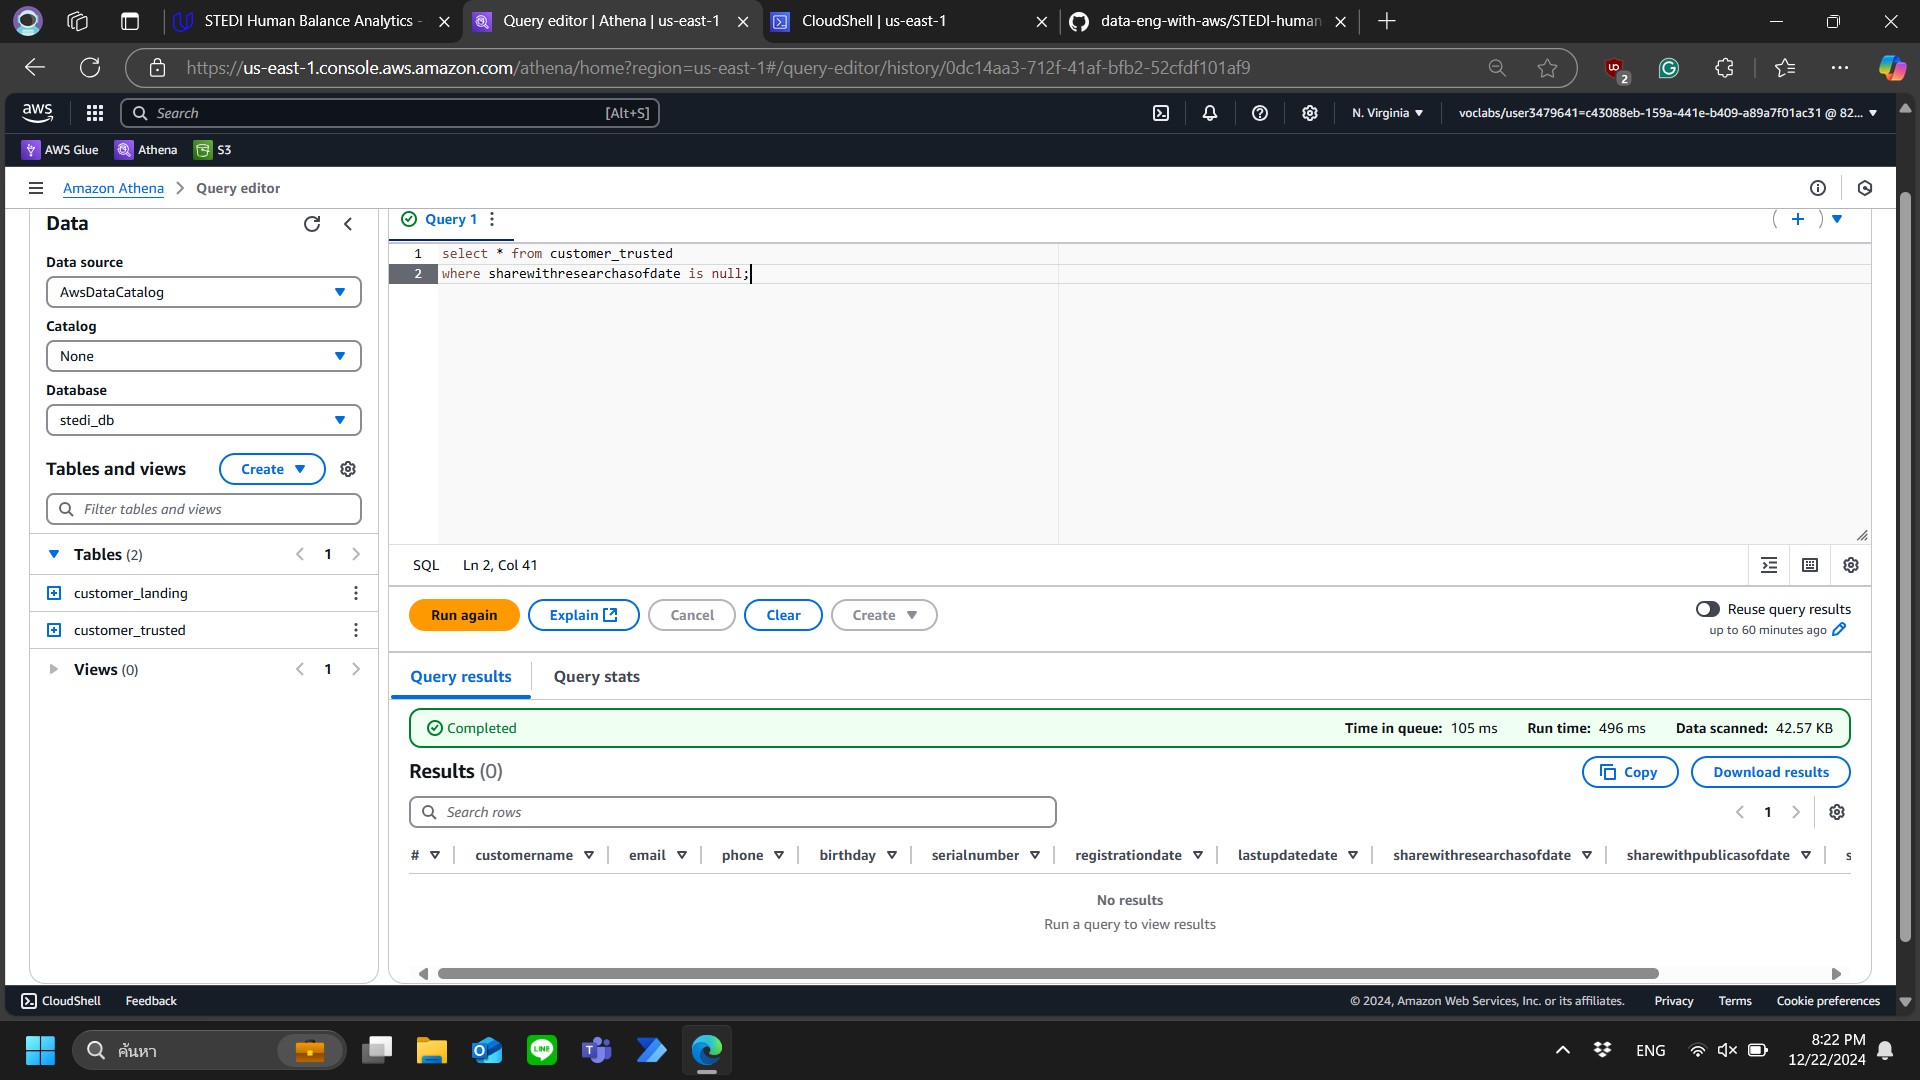 STEDI Human Balance Analytics -
Query editor | Athena | us-east-1
CloudShell | us-east-1
data-eng-with-aws/STEDI-human
https://us-east-1.console.aws.amazon.com/athena/home?region=us-east-1#/query-editor/history/0dc14aa3-712f-41af-bfb2-52cfdf101af9
2
aws
Search
[Alt+S]
N. Virginia
voclabs/user3479641=c43088eb-159a-441e-b409-a89a7f01ac31 @ 82...
AWS Glue
Athena
S3
Amazon Athena
Query editor
Data
Data source
AwsDataCatalog
Catalog
None
Database
stedi_db
Tables and views
Create
Filter tables and views
Tables (2)
1
customer_landing
customer_trusted
Views (0)
1
Query 1
1 select * from customer_trusted
2 where sharewithresearchasofdate is null;
SQL
Ln 2, Col 41
Run again
Explain
Cancel
Clear
Create
Reuse query results
up to 60 minutes ago
Query results
Query stats
Completed
Time in queue: 105 ms
Run time: 496 ms
Data scanned: 42.57 KB
Results (0)
Copy
Download results
Search rows
1
#
customername
email
phone
birthday
serialnumber
registrationdate
lastupdatedate
sharewithresearchasofdate
sharewithpublicasofdate
s
No results
Run a query to view results
CloudShell
Feedback
© 2024, Amazon Web Services, Inc. or its affiliates.
Privacy
Terms
Cookie preferences
ค้นหา
LINE
ENG
8:22 PM
12/22/2024